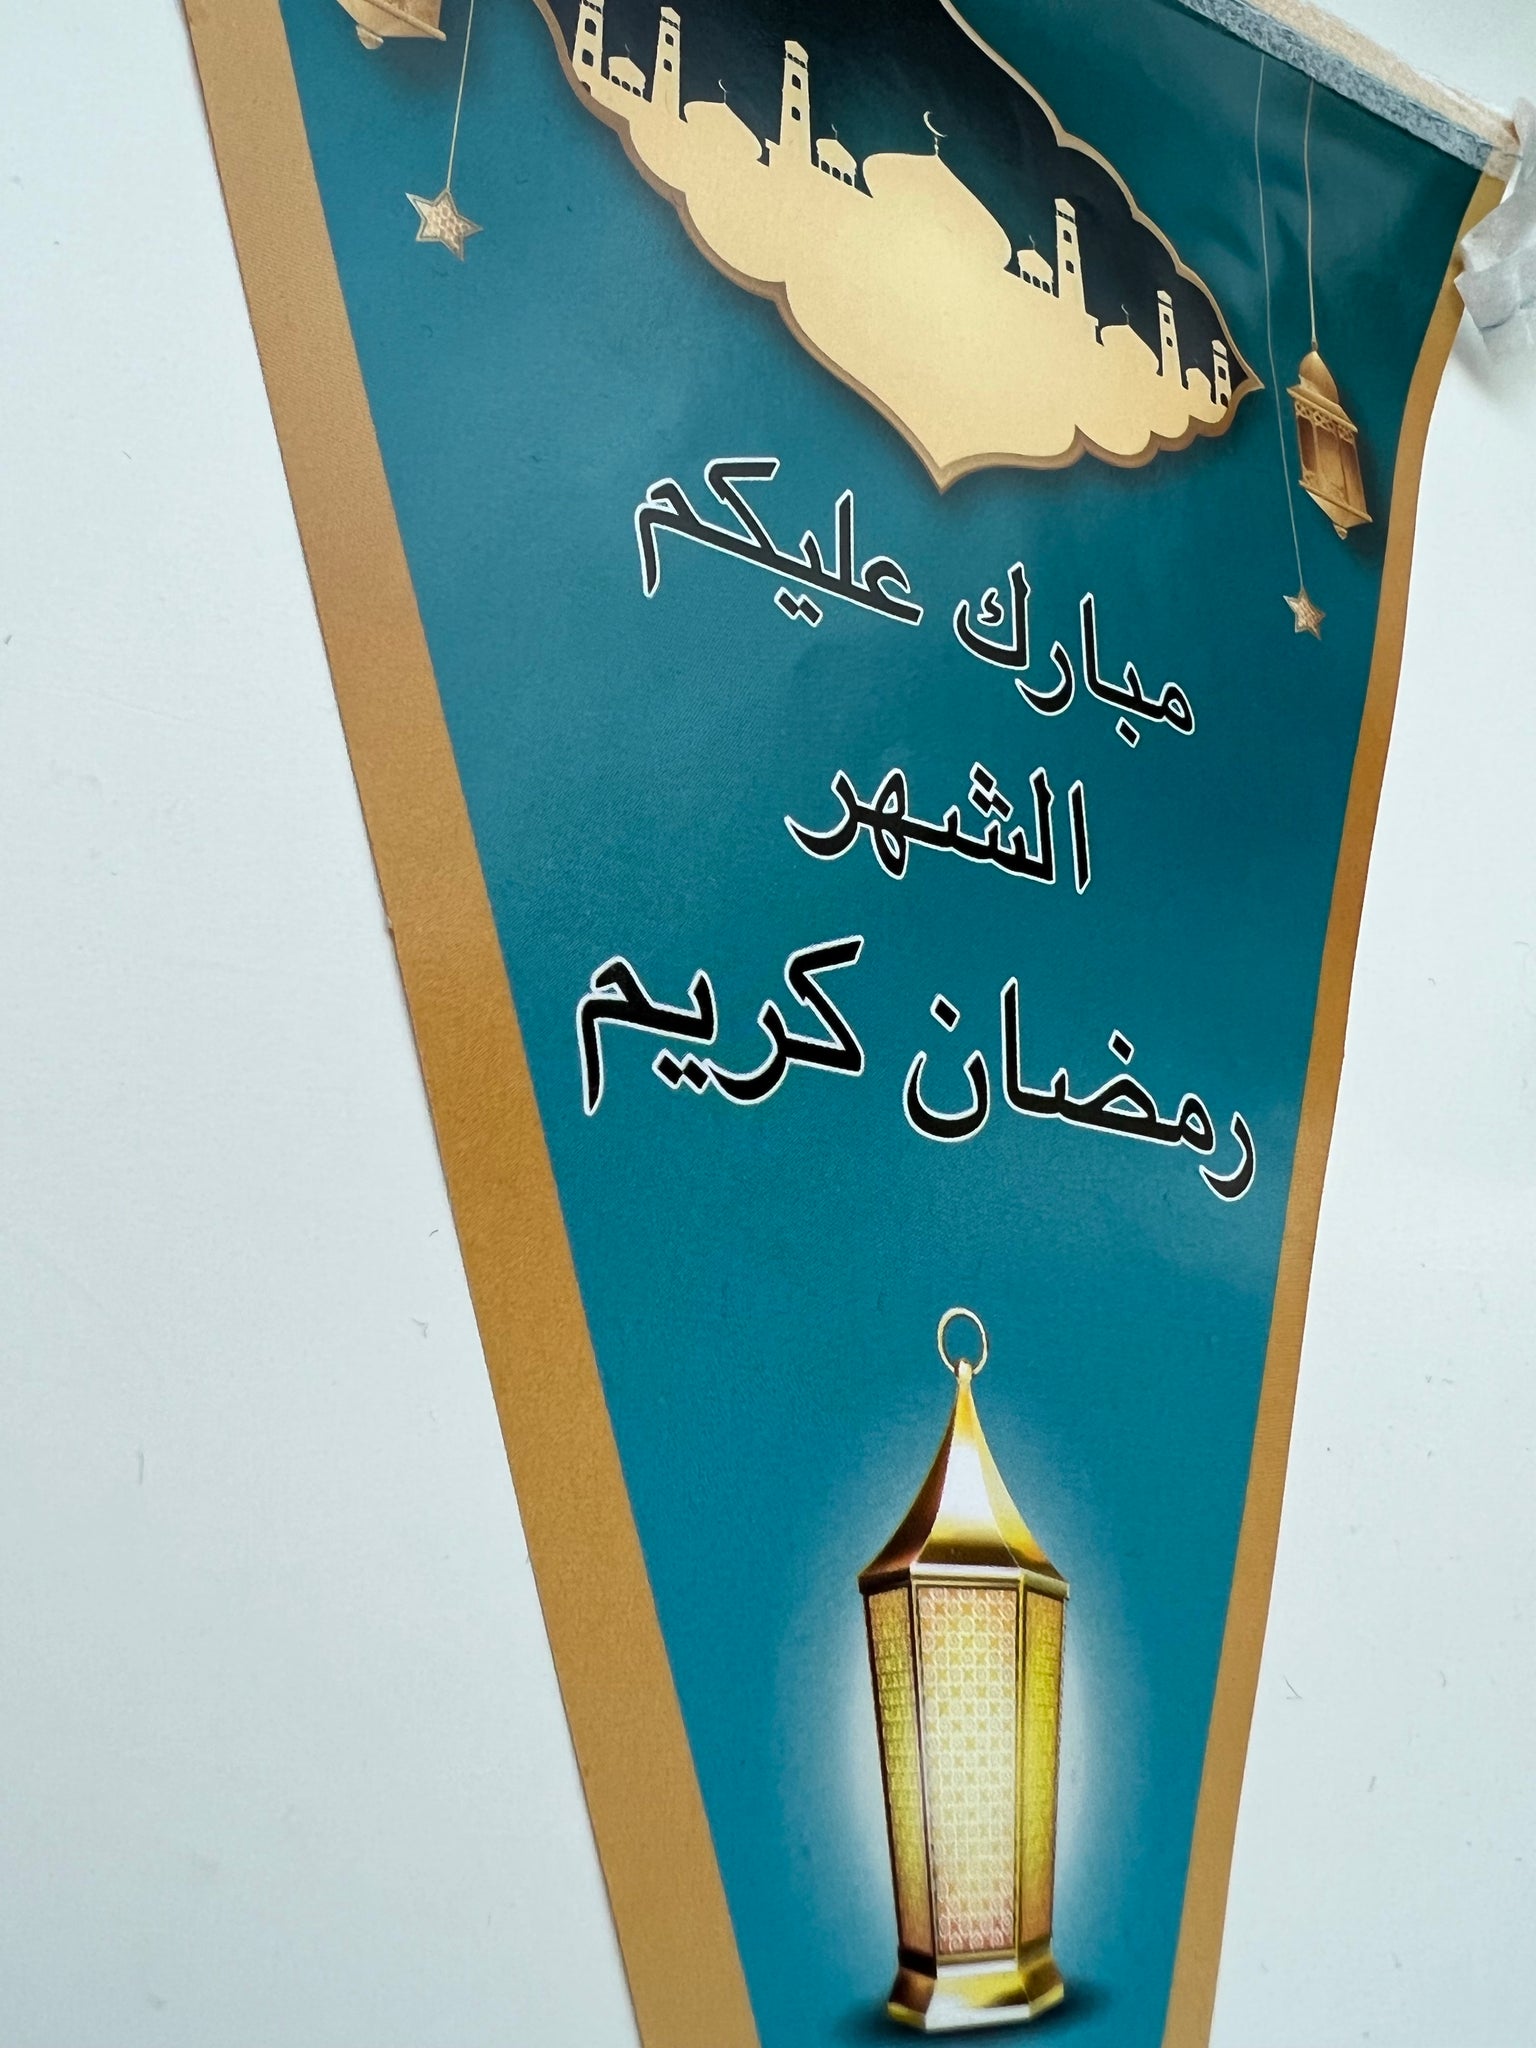 مبارك عليكم
الشهر
رمضان كريم